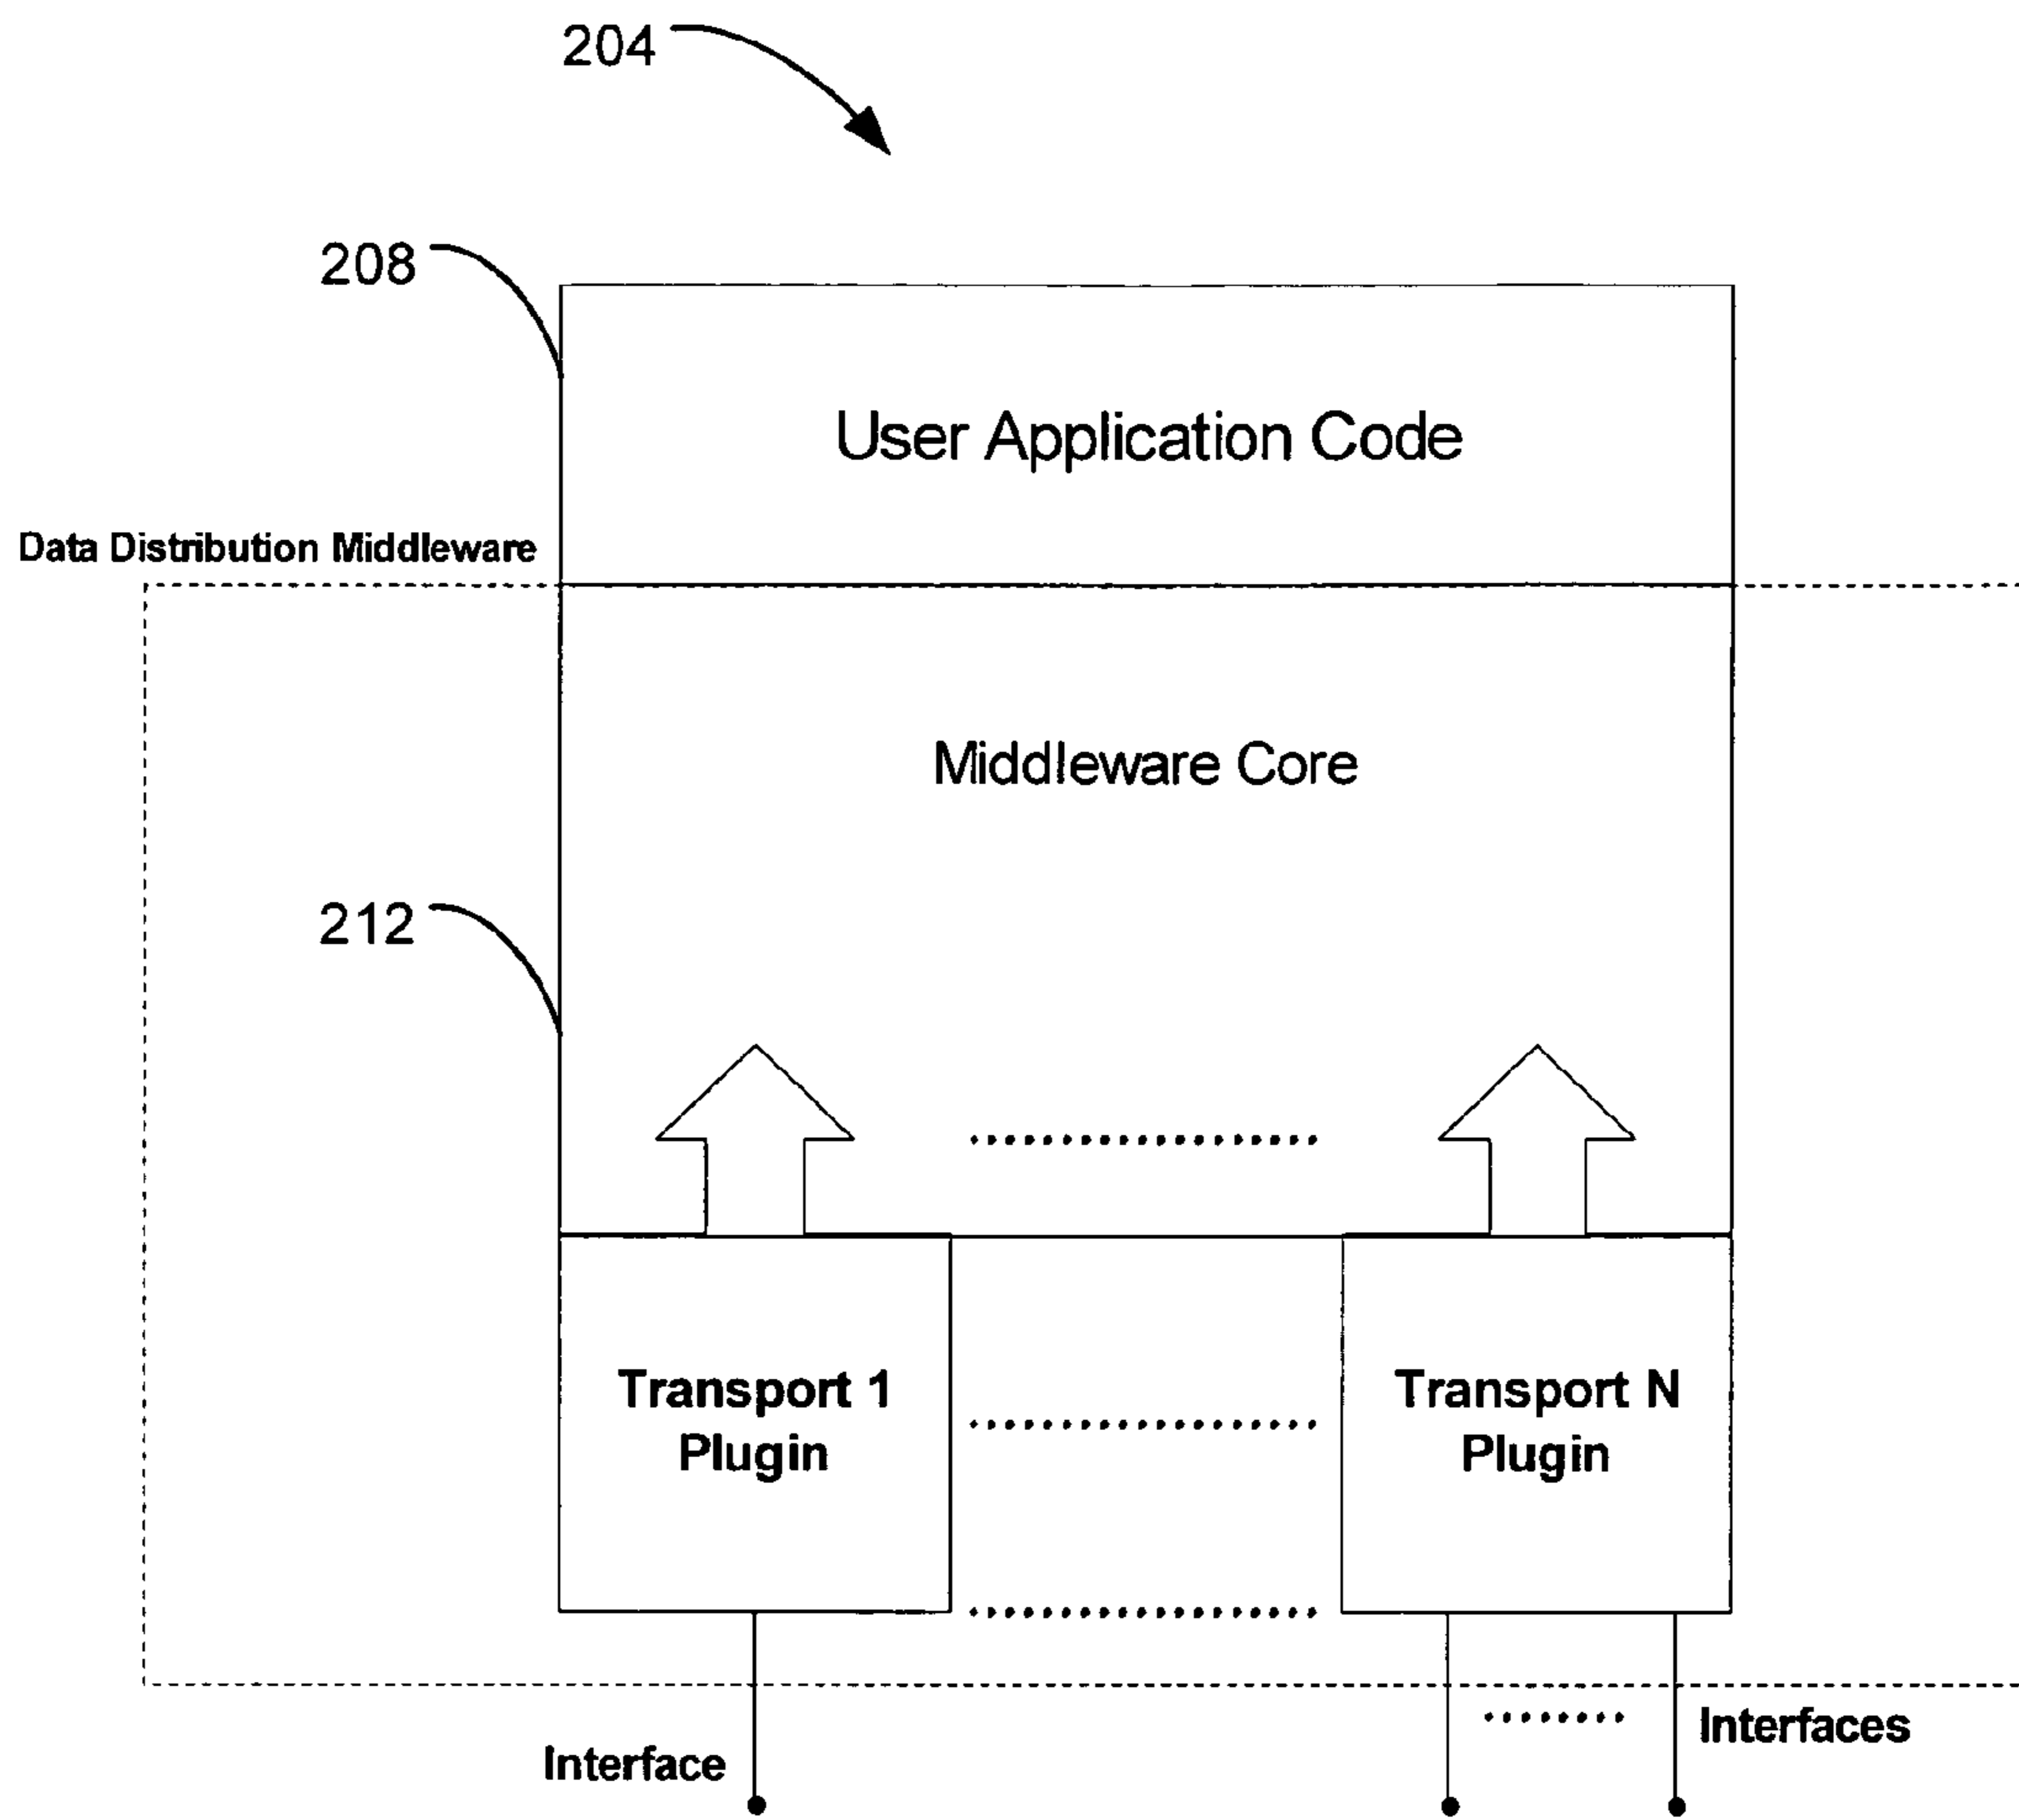 204
208
User Application Code
Data Distribution Middleware
Middleware Core
212
Transport 1
Plugin
Transport N
Plugin
Interface
Interfaces